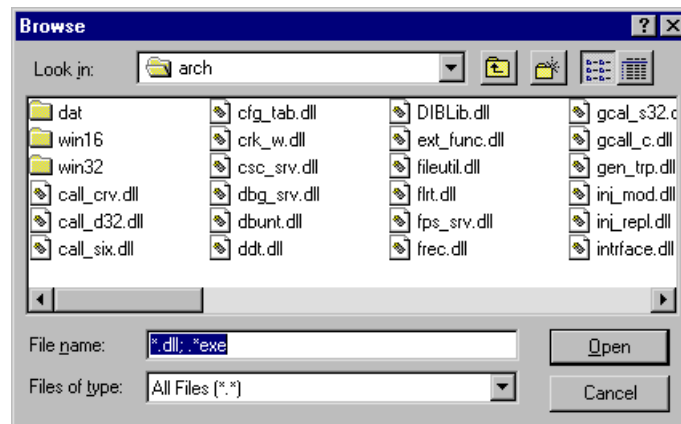 Browse
Look in: arch
dat cfg_tab.dll DIBLib.dll gcal_s32.d
win16 crk_w.dll ext_func.dll gcall_c.dll
win32 csc_srv.dll fileutil.dll gen_trp.dll
call_crv.dll dbg_srv.dll flrt.dll inj_mod.dll
call_d32.dll dbunt.dll fps_srv.dll inj_repl.dll
call_six.dll ddt.dll frec.dll intrface.dll
File name: *.dll; .*exe Open
Files of type: All Files (*.*) Cancel